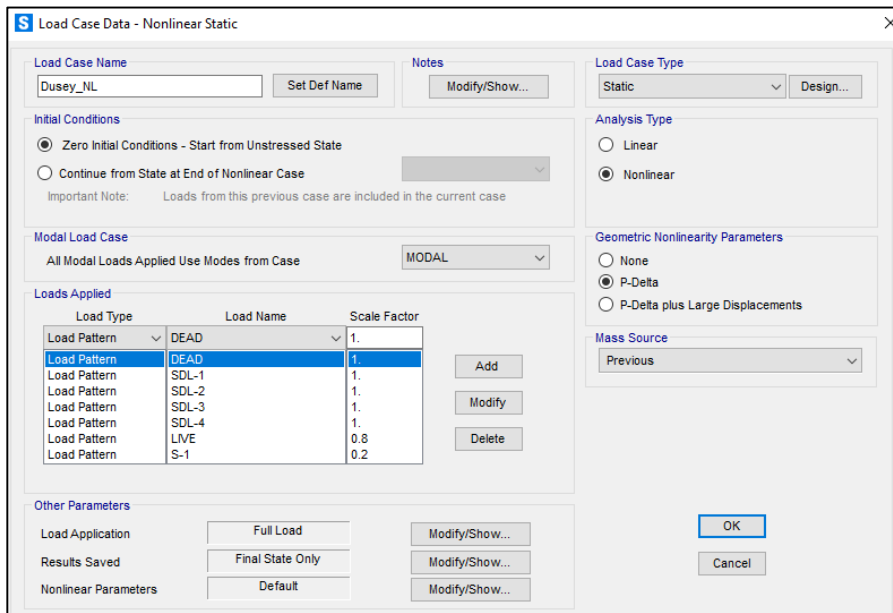 S Load Case Data - Nonlinear Static
Load Case Name
Dusey_NL
Set Def Name
Notes
Modify/Show...
Load Case Type
Static
Design...
Initial Conditions
Zero Initial Conditions - Start from Unstressed State
Continue from State at End of Nonlinear Case
Important Note: Loads from this previous case are included in the current case
Analysis Type
Linear
Nonlinear
Modal Load Case
All Modal Loads Applied Use Modes from Case
MODAL
Geometric Nonlinearity Parameters
None
P-Delta
P-Delta plus Large Displacements
Loads Applied
Load Type Load Name Scale Factor
Load Pattern DEAD 1.
Load Pattern DEAD 1.
Load Pattern SDL-1 1.
Load Pattern SDL-2 1.
Load Pattern SDL-3 1.
Load Pattern SDL-4 1.
Load Pattern LIVE 0.8
Load Pattern S-1 0.2
Add
Modify
Delete
Mass Source
Previous
Other Parameters
Load Application Full Load Modify/Show...
Results Saved Final State Only Modify/Show...
Nonlinear Parameters Default Modify/Show...
OK
Cancel